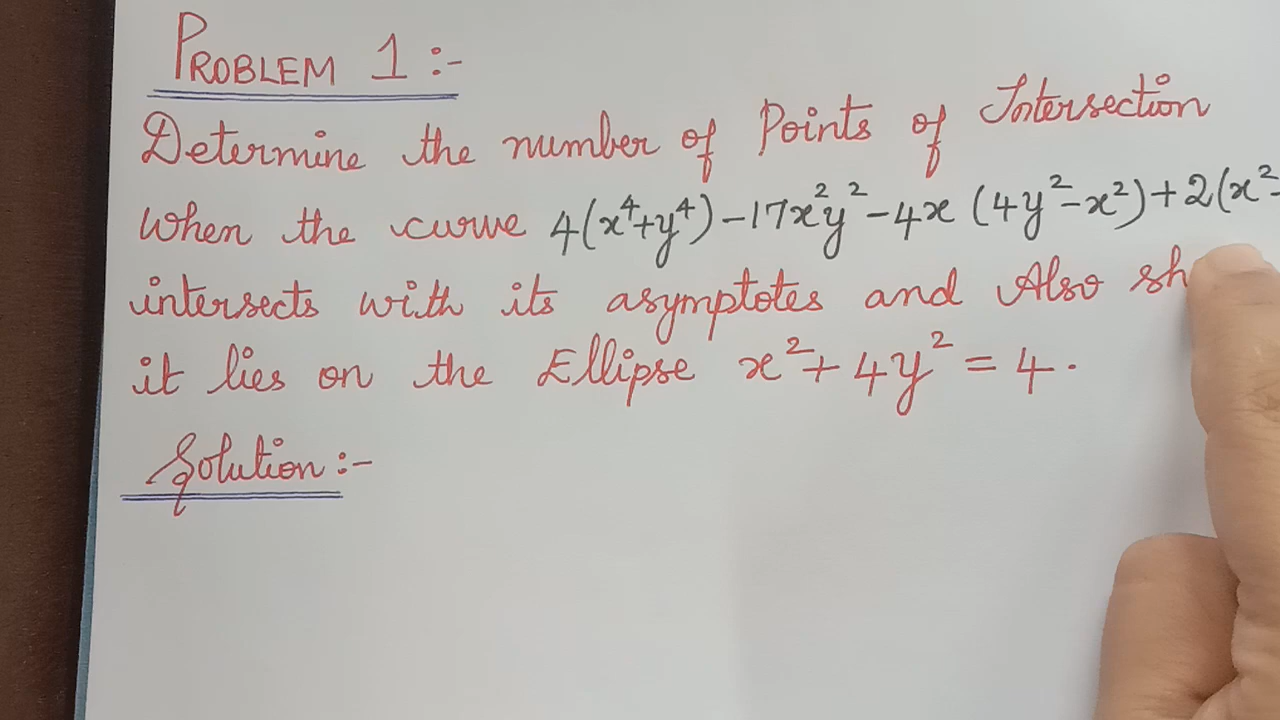 PROBLEM 1 :-
Determine the number of Points of Intersection
When the curve 4(x⁴+y⁴)-17x²y²-4x (4y²-x²)+2(x²-
intersects with its asymptotes and Also sh
it lies on the Ellipse x²+4y²=4.
Solution :-